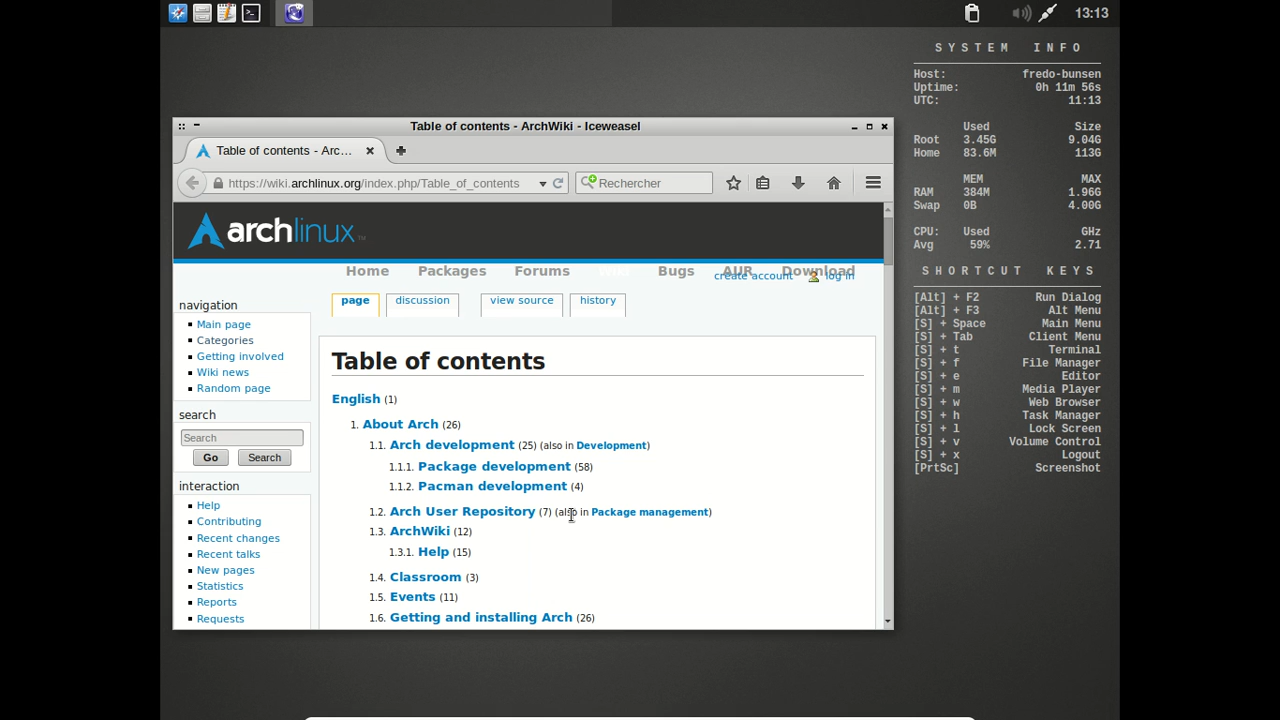 13:13
SYSTEM INFO
Host: fredo-bunsen
Uptime: 0h 11m 56s
UTC: 11:13
Used Size
Root 3.45G 9.04G
Home 83.6M 113G
MEM MAX
RAM 384M 1.96G
Swap 0B 4.00G
CPU: Used GHz
Avg 59% 2.71
SHORTCUT KEYS
[Alt] + F2 Run Dialog
[Alt] + F3 Alt Menu
[S] + Space Main Menu
[S] + Tab Client Menu
[S] + t Terminal
[S] + f File Manager
[S] + e Editor
[S] + m Media Player
[S] + w Web Browser
[S] + h Task Manager
[S] + l Lock Screen
[S] + v Volume Control
[S] + x Logout
[PrtSc] Screenshot
Table of contents - ArchWiki - Iceweasel
Table of contents - Arc...
https://wiki.archlinux.org/index.php/Table_of_contents
Rechercher
archlinux
Home Packages Forums Wiki Bugs AUR Download
create account log in
page discussion view source history
navigation
Main page
Categories
Getting involved
Wiki news
Random page
search
Search
Go Search
interaction
Help
Contributing
Recent changes
Recent talks
New pages
Statistics
Reports
Requests
Table of contents
English (1)
1. About Arch (26)
1.1. Arch development (25) (also in Development)
1.1.1. Package development (58)
1.1.2. Pacman development (4)
1.2. Arch User Repository (7) (also in Package management)
1.3. ArchWiki (12)
1.3.1. Help (15)
1.4. Classroom (3)
1.5. Events (11)
1.6. Getting and installing Arch (26)